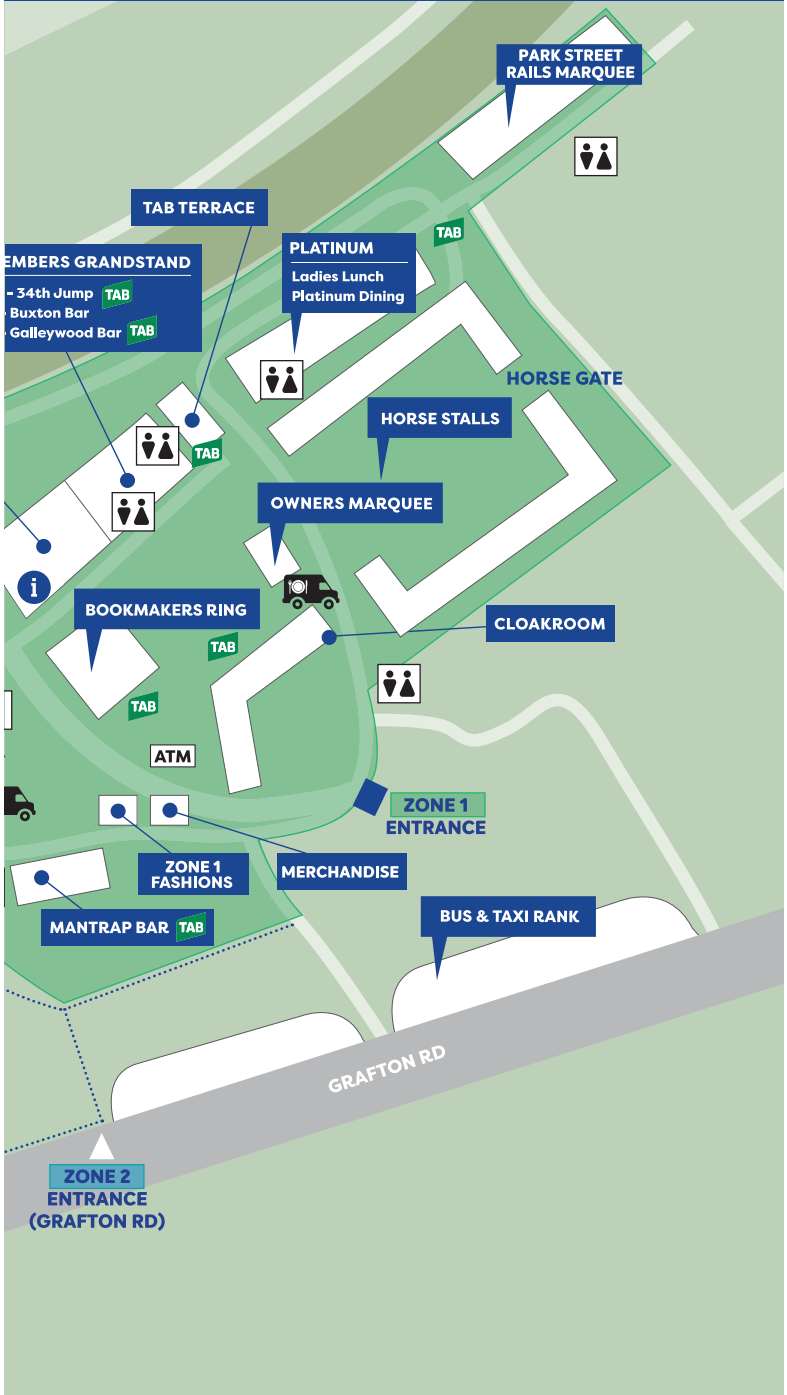 PARK STREET
RAILS MARQUEE
TAB TERRACE
TAB
PLATINUM
Ladies Lunch
Platinum Dining
EMBERS GRANDSTAND
- 34th Jump TAB
- Buxton Bar
- Galleywood Bar TAB
HORSE GATE
HORSE STALLS
TAB
OWNERS MARQUEE
i
BOOKMAKERS RING
CLOAKROOM
TAB
TAB
ATM
ZONE 1
ENTRANCE
ZONE 1
FASHIONS
MERCHANDISE
MANTRAP BAR TAB
BUS & TAXI RANK
GRAFTON RD
ZONE 2
ENTRANCE
(GRAFTON RD)